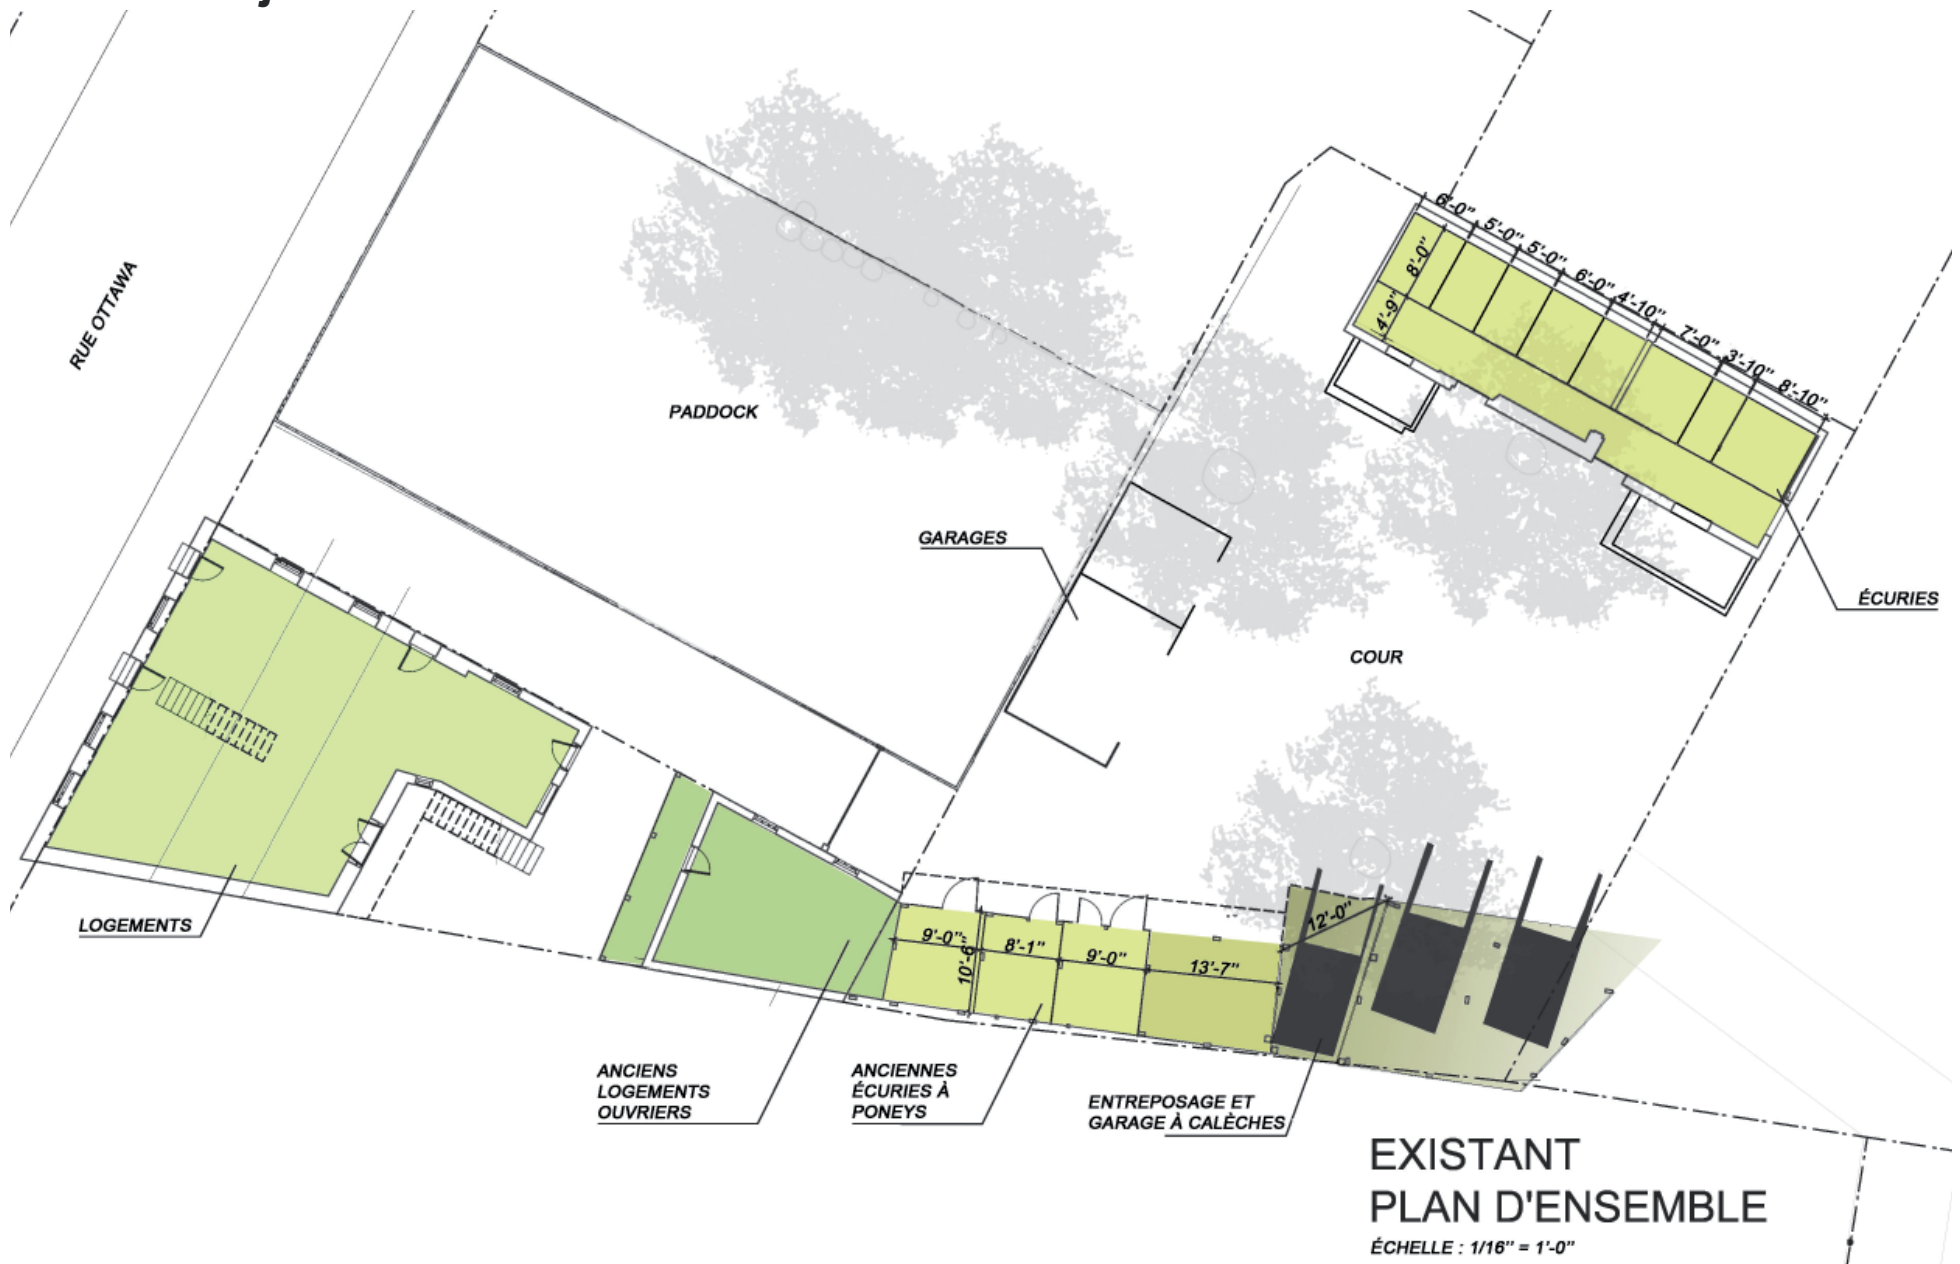 6'-0"
5'-0"
5'-0"
6'-0"
4'-10"
7'-0"
3'-10"
8'-10"
8'-0"
4'-9"
RUE OTTAWA
PADDOCK
GARAGES
ÉCURIES
COUR
LOGEMENTS
12'-0"
9'-0"
10'-6"
8'-1"
9'-0"
13'-7"
ANCIENS
LOGEMENTS
OUVRIERS
ANCIENNES
ÉCURIES À
PONEYS
ENTREPOSAGE ET
GARAGE À CALÈCHES
EXISTANT
PLAN D'ENSEMBLE
ÉCHELLE : 1/16" = 1'-0"